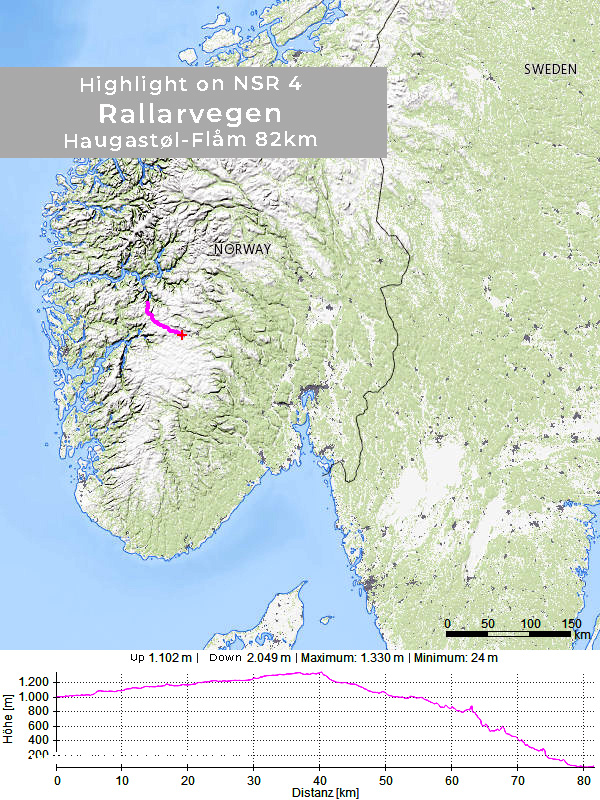 Highlight on NSR 4
Rallarvegen
Haugastøl-Flåm 82km
SWEDEN
NORWAY
0 50 100 150
km
Up 1.102 m | Down 2.049 m | Maximum: 1.330 m | Minimum: 24 m
Höhe [m]
1.200
1.000
800
600
400
200
0 10 20 30 40 50 60 70 80
Distanz [km]